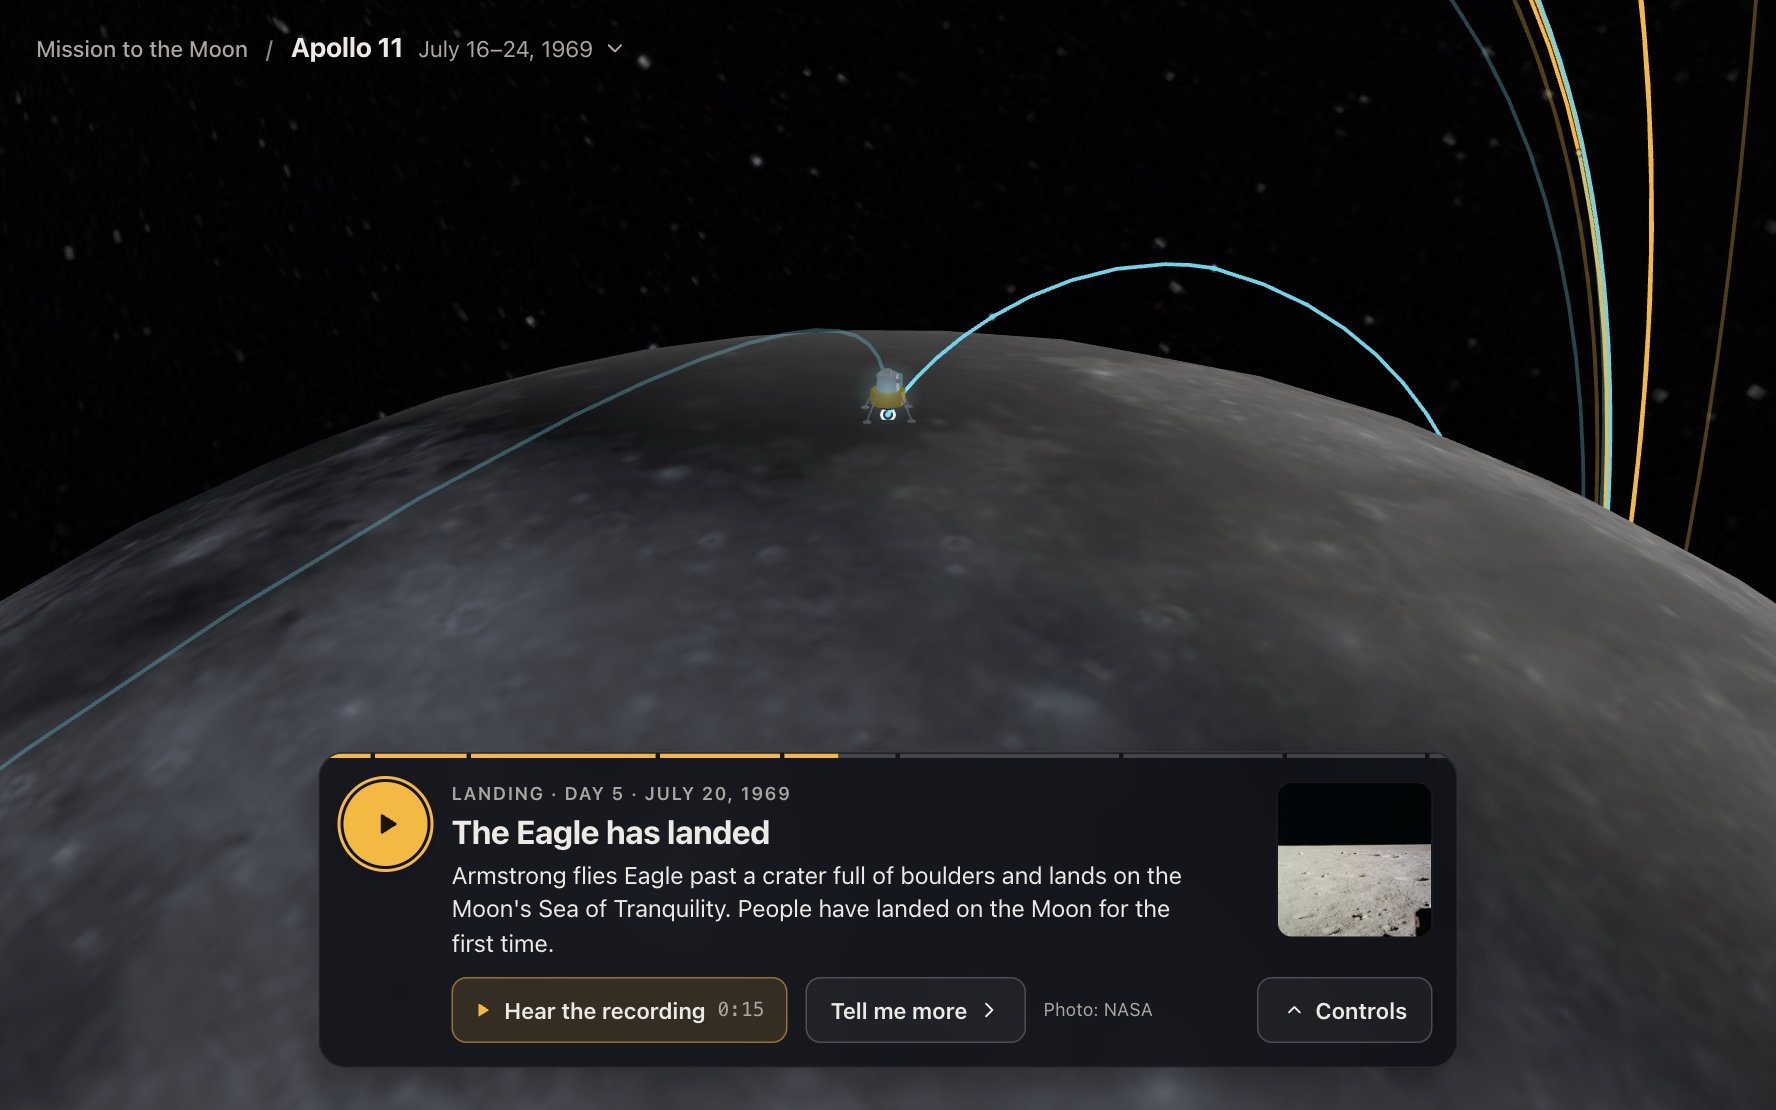 Mission to the Moon / Apollo 11 July 16–24, 1969
LANDING · DAY 5 · JULY 20, 1969
The Eagle has landed
Armstrong flies Eagle past a crater full of boulders and lands on the
Moon's Sea of Tranquility. People have landed on the Moon for the
first time.
Hear the recording 0:15
Tell me more
Photo: NASA
Controls